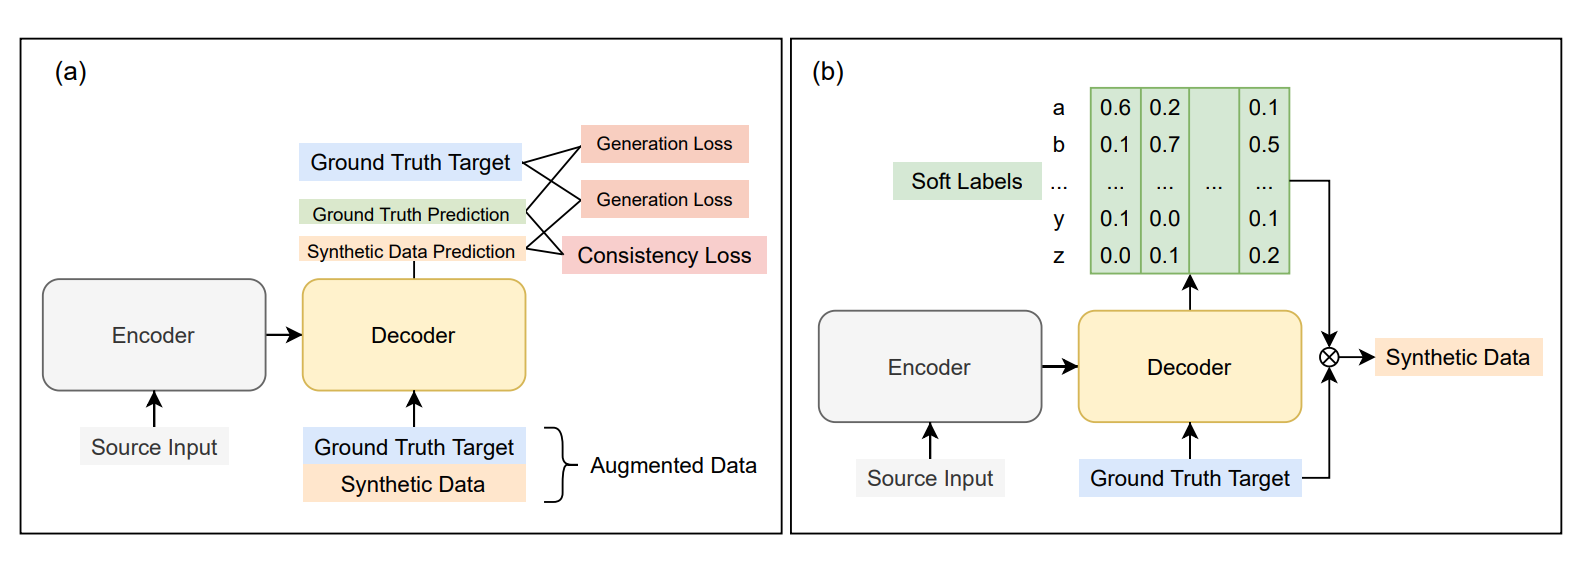 (a)
Ground Truth Target
Generation Loss
Ground Truth Prediction
Generation Loss
Synthetic Data Prediction
Consistency Loss
Encoder
Decoder
Source Input
Ground Truth Target
Synthetic Data
Augmented Data
(b)
a 0.6 0.2 0.1
b 0.1 0.7 0.5
Soft Labels ... ... ... ... ...
y 0.1 0.0 0.1
z 0.0 0.1 0.2
Encoder
Decoder
Synthetic Data
Source Input
Ground Truth Target